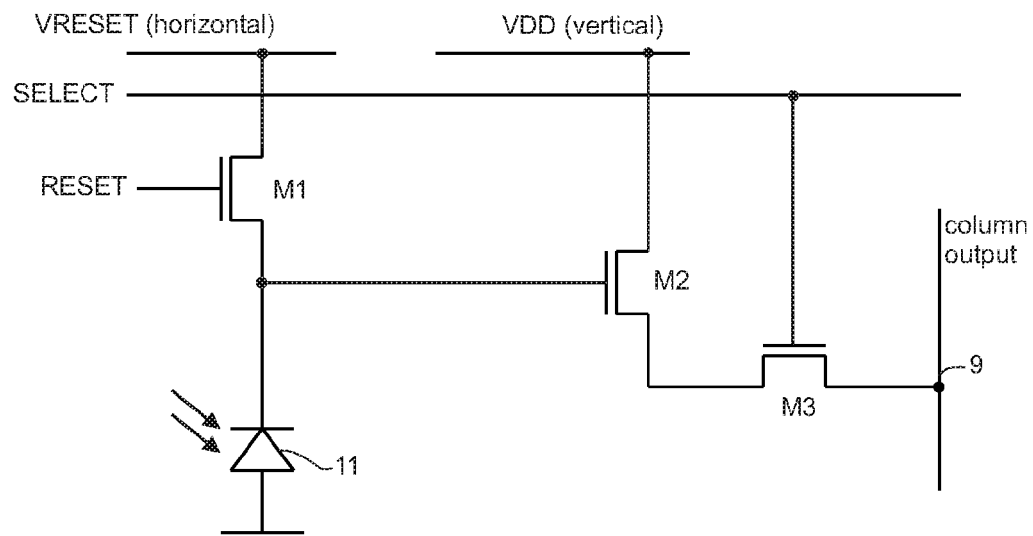 VRESET (horizontal)
VDD (vertical)
SELECT
RESET
M1
M2
column
output
9
M3
11